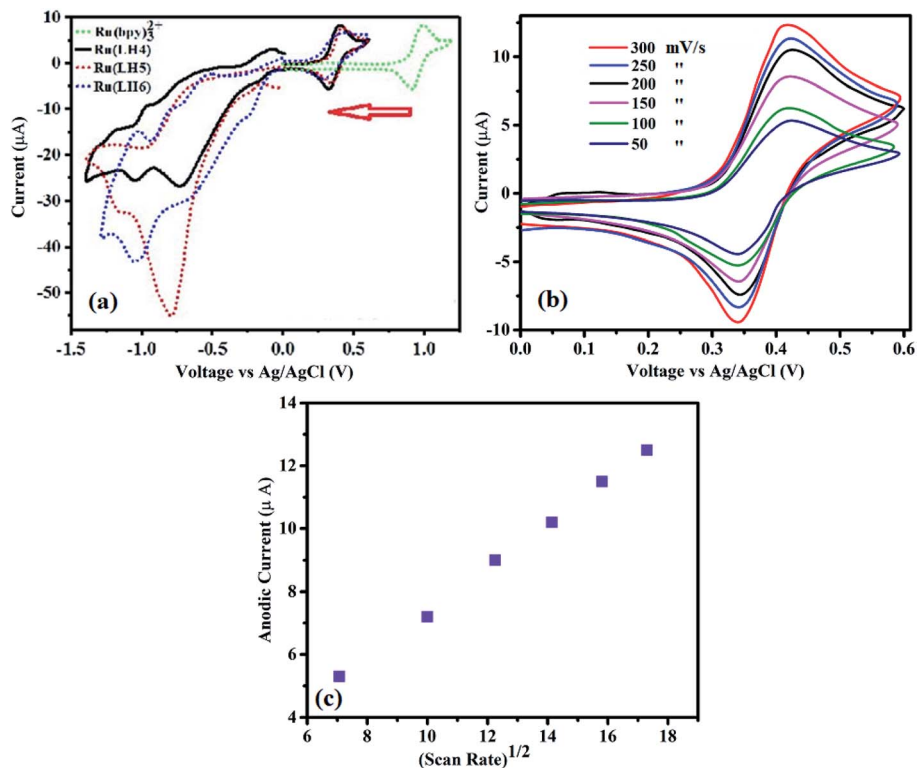 Ru(bpy)₃²⁺
Ru(LH4)
Ru(LH5)
Ru(LH6)
10
5
0
-10
-20
-30
-40
-50
Current (µA)
(a)
-1.5 -1.0 -0.5 0.0 0.5 1.0
Voltage vs Ag/AgCl (V)
300 mV/s
250 "
200 "
150 "
100 "
50 "
10
5
0
-5
-10
Current (µA)
(b)
0.0 0.1 0.2 0.3 0.4 0.5 0.6
Voltage vs Ag/AgCl (V)
14
12
10
8
6
4
Anodic Current (µ A)
(c)
6 8 10 12 14 16 18
(Scan Rate)¹/²